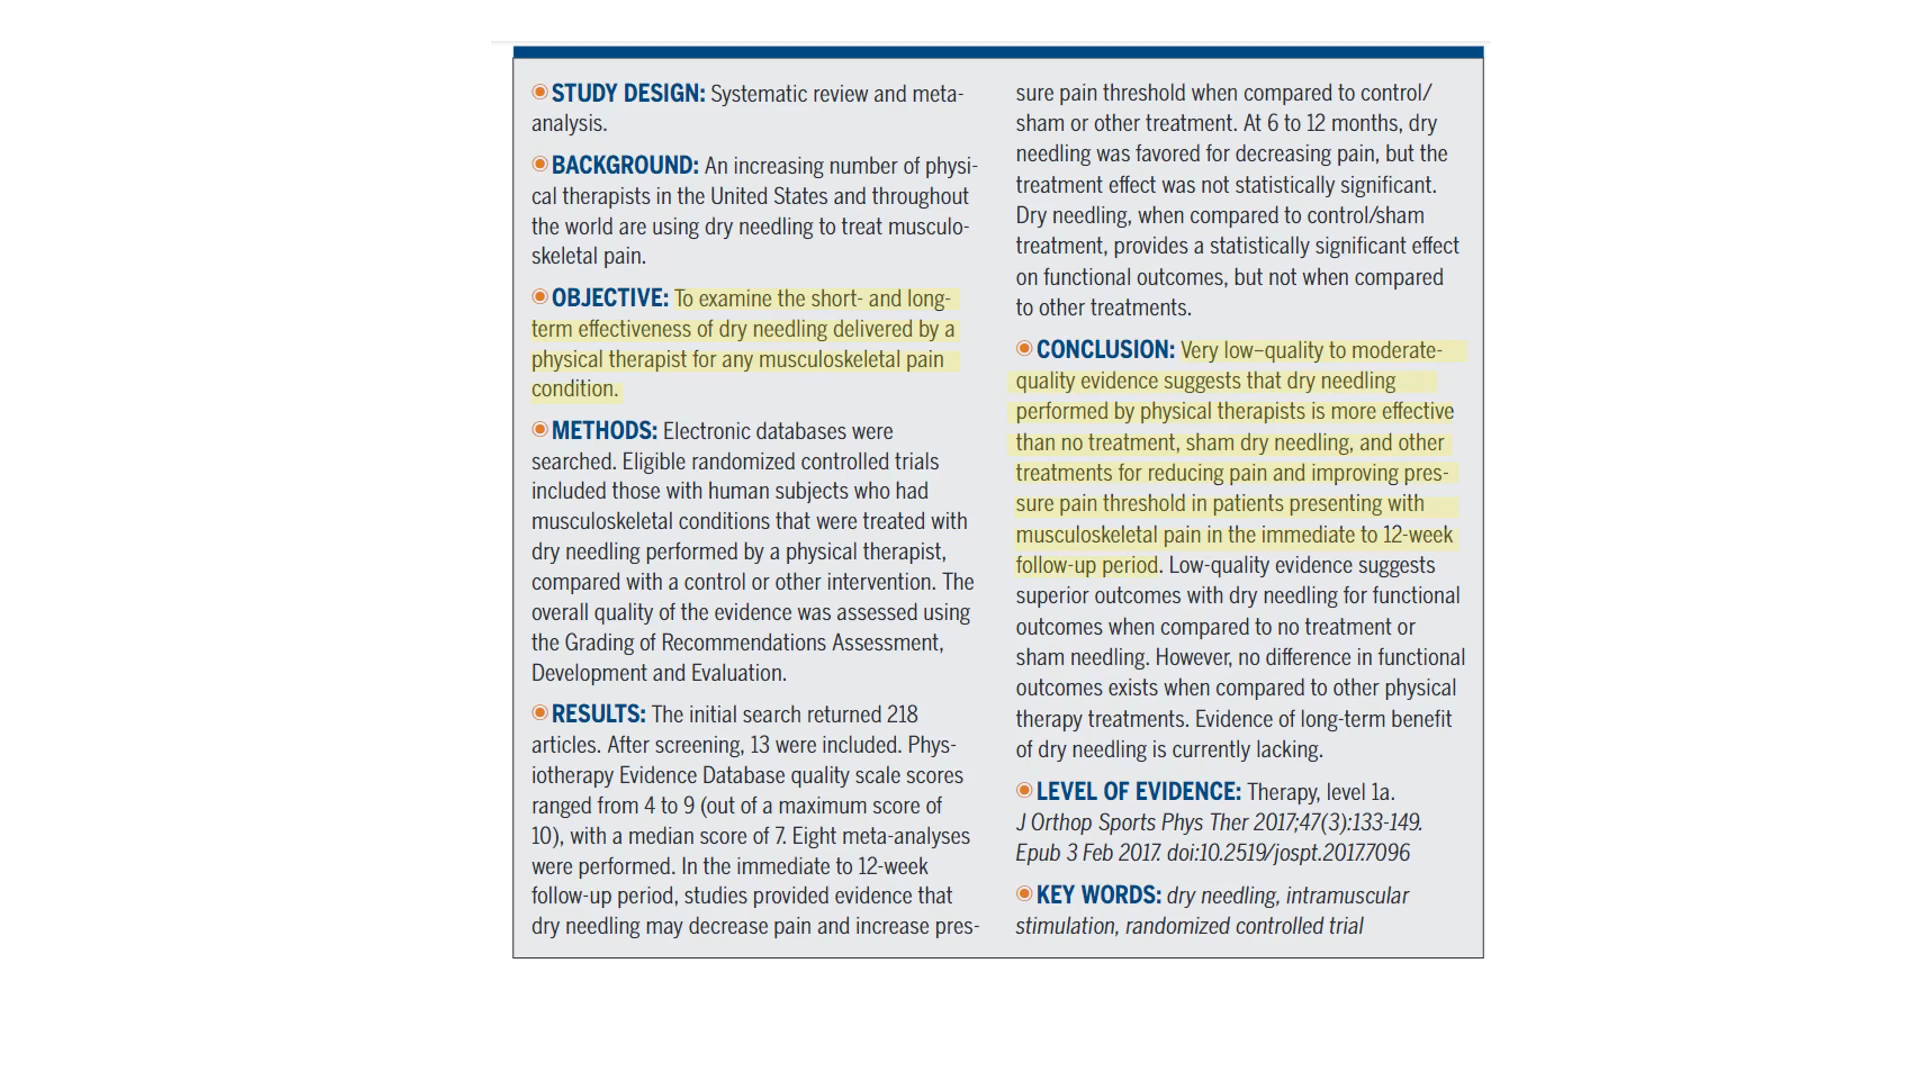 STUDY DESIGN: Systematic review and meta-
analysis.
BACKGROUND: An increasing number of physi-
cal therapists in the United States and throughout
the world are using dry needling to treat musculo-
skeletal pain.
OBJECTIVE: To examine the short- and long-
term effectiveness of dry needling delivered by a
physical therapist for any musculoskeletal pain
condition.
METHODS: Electronic databases were
searched. Eligible randomized controlled trials
included those with human subjects who had
musculoskeletal conditions that were treated with
dry needling performed by a physical therapist,
compared with a control or other intervention. The
overall quality of the evidence was assessed using
the Grading of Recommendations Assessment,
Development and Evaluation.
RESULTS: The initial search returned 218
articles. After screening, 13 were included. Phys-
iotherapy Evidence Database quality scale scores
ranged from 4 to 9 (out of a maximum score of
10), with a median score of 7. Eight meta-analyses
were performed. In the immediate to 12-week
follow-up period, studies provided evidence that
dry needling may decrease pain and increase pres-
sure pain threshold when compared to control/
sham or other treatment. At 6 to 12 months, dry
needling was favored for decreasing pain, but the
treatment effect was not statistically significant.
Dry needling, when compared to control/sham
treatment, provides a statistically significant effect
on functional outcomes, but not when compared
to other treatments.
CONCLUSION: Very low–quality to moderate-
quality evidence suggests that dry needling
performed by physical therapists is more effective
than no treatment, sham dry needling, and other
treatments for reducing pain and improving pres-
sure pain threshold in patients presenting with
musculoskeletal pain in the immediate to 12-week
follow-up period. Low-quality evidence suggests
superior outcomes with dry needling for functional
outcomes when compared to no treatment or
sham needling. However, no difference in functional
outcomes exists when compared to other physical
therapy treatments. Evidence of long-term benefit
of dry needling is currently lacking.
LEVEL OF EVIDENCE: Therapy, level 1a.
J Orthop Sports Phys Ther 2017;47(3):133-149.
Epub 3 Feb 2017. doi:10.2519/jospt.2017.7096
KEY WORDS: dry needling, intramuscular
stimulation, randomized controlled trial